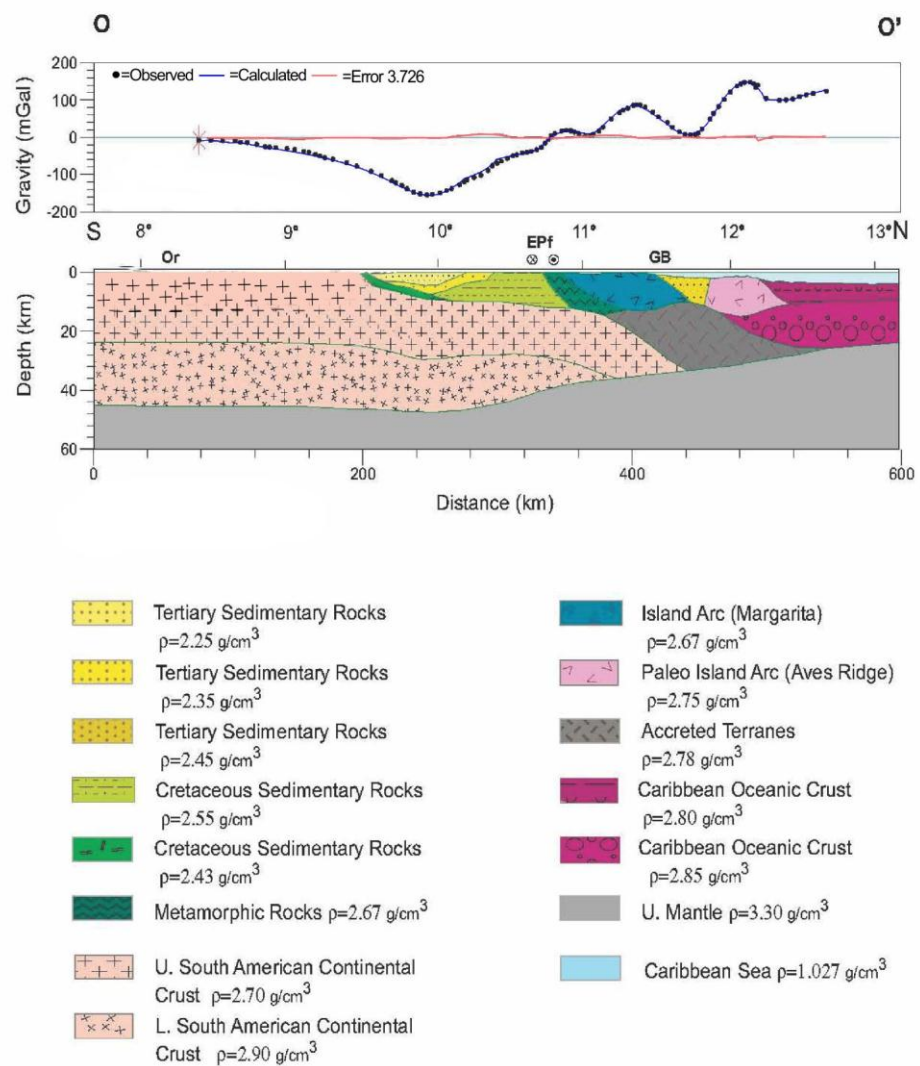 O O'
200
100
0
-100
-200
Gravity (mGal)
=Observed =Calculated =Error 3.726
S 8° 9° 10° 11° 12° 13° N
Or EPf GB
0
20
40
60
Depth (km)
0 200 400 600
Distance (km)
Tertiary Sedimentary Rocks
ρ=2.25 g/cm³
Tertiary Sedimentary Rocks
ρ=2.35 g/cm³
Tertiary Sedimentary Rocks
ρ=2.45 g/cm³
Cretaceous Sedimentary Rocks
ρ=2.55 g/cm³
Cretaceous Sedimentary Rocks
ρ=2.43 g/cm³
Metamorphic Rocks ρ=2.67 g/cm³
U. South American Continental
Crust ρ=2.70 g/cm³
L. South American Continental
Crust ρ=2.90 g/cm³
Island Arc (Margarita)
ρ=2.67 g/cm³
Paleo Island Arc (Aves Ridge)
ρ=2.75 g/cm³
Accreted Terranes
ρ=2.78 g/cm³
Caribbean Oceanic Crust
ρ=2.80 g/cm³
Caribbean Oceanic Crust
ρ=2.85 g/cm³
U. Mantle ρ=3.30 g/cm³
Caribbean Sea ρ=1.027 g/cm³